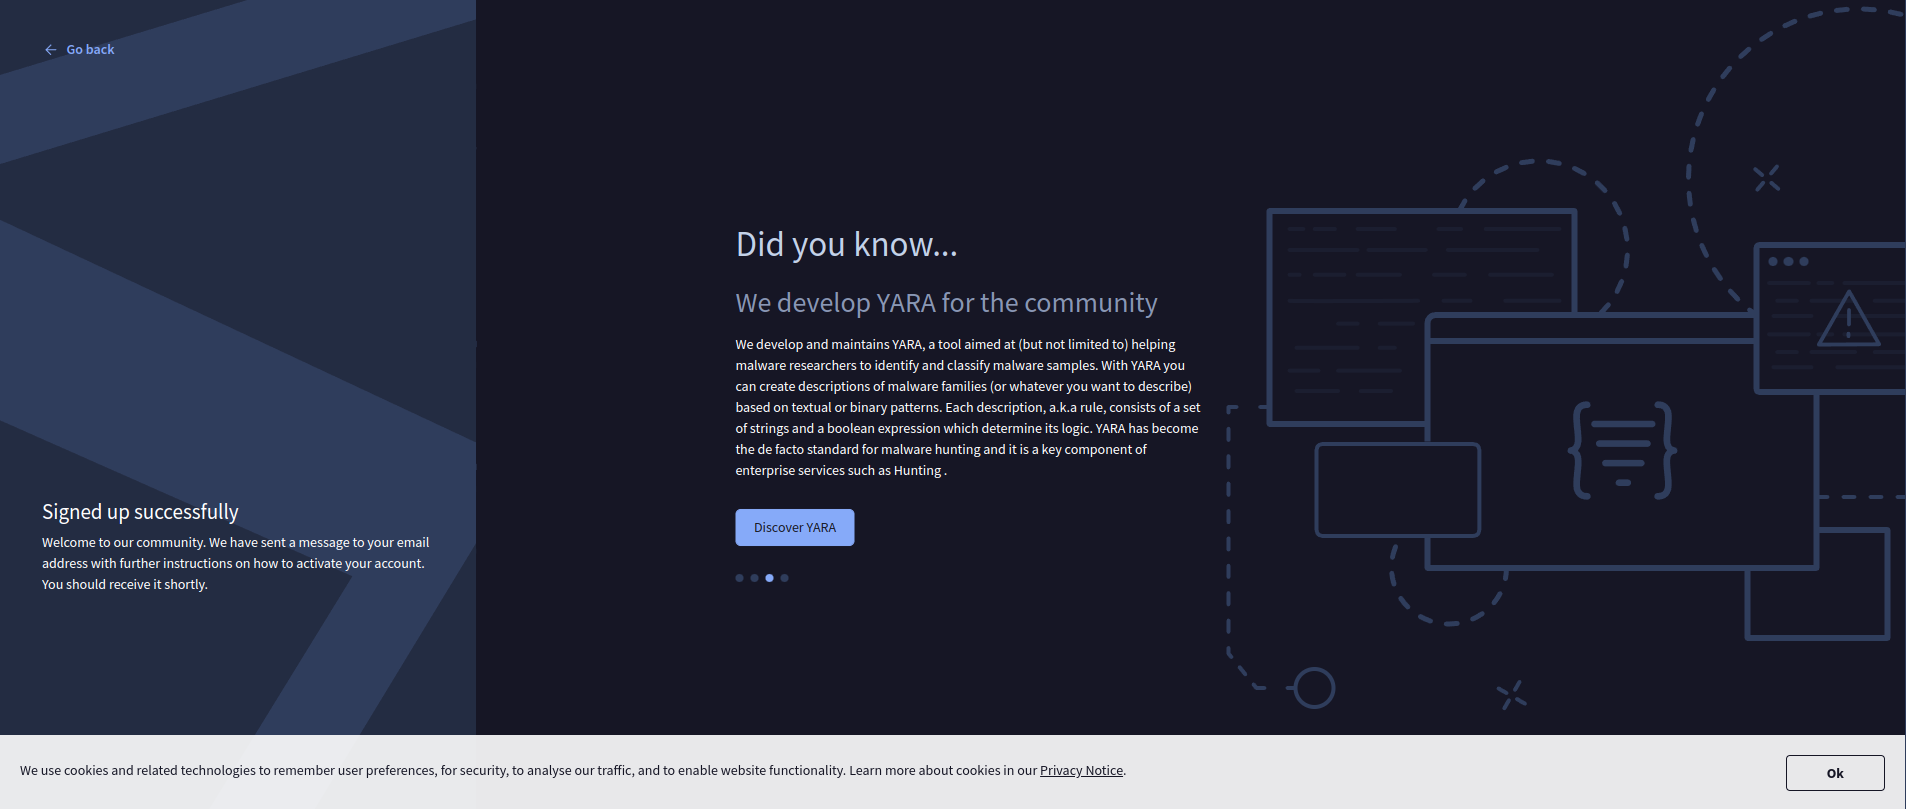 Go back
Signed up successfully
Welcome to our community. We have sent a message to your email
address with further instructions on how to activate your account.
You should receive it shortly.
Did you know...
We develop YARA for the community
We develop and maintains YARA, a tool aimed at (but not limited to) helping
malware researchers to identify and classify malware samples. With YARA you
can create descriptions of malware families (or whatever you want to describe)
based on textual or binary patterns. Each description, a.k.a rule, consists of a set
of strings and a boolean expression which determine its logic. YARA has become
the de facto standard for malware hunting and it is a key component of
enterprise services such as Hunting .
Discover YARA
We use cookies and related technologies to remember user preferences, for security, to analyse our traffic, and to enable website functionality. Learn more about cookies in our Privacy Notice.
Ok